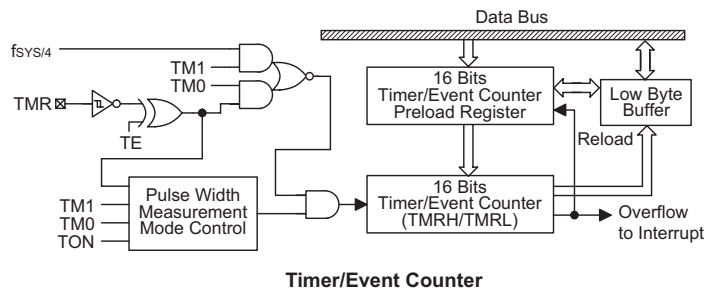 Data Bus
fSYS/4
TM1
TM0
TMR
TE
16 Bits
Timer/Event Counter
Preload Register
Low Byte
Buffer
Reload
TM1
TM0
TON
Pulse Width
Measurement
Mode Control
16 Bits
Timer/Event Counter
(TMRH/TMRL)
Overflow
to Interrupt
Timer/Event Counter